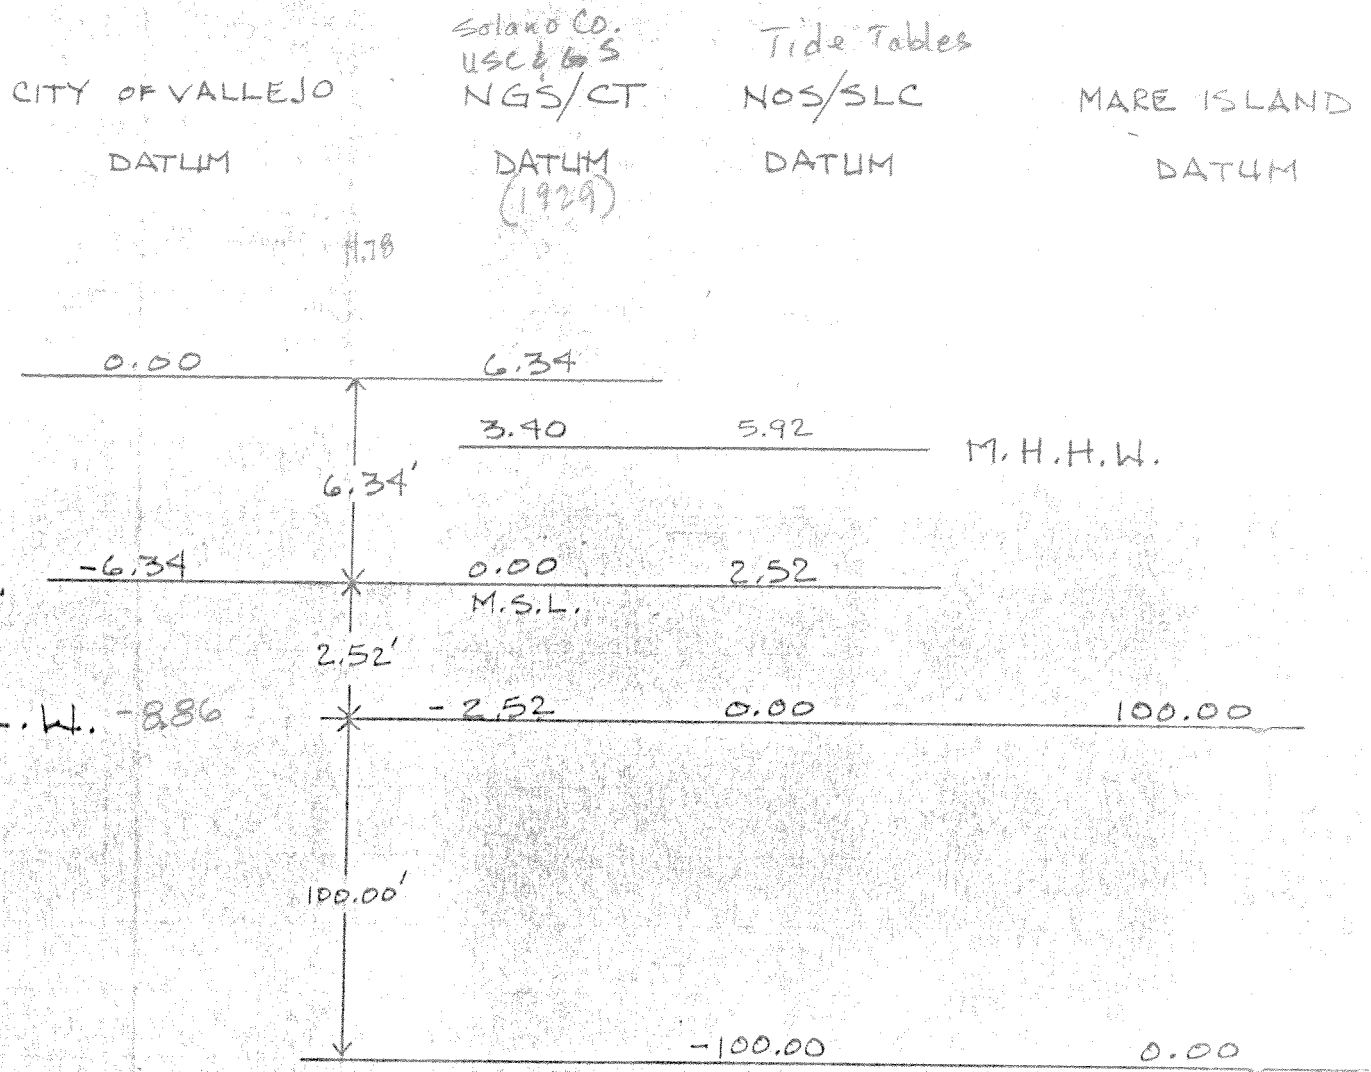 Solano Co. Tide Tables
USC & GS
CITY OF VALLEJO NGS/CT NOS/SLC MARE ISLAND
DATUM DATUM DATUM DATUM
(1929)
0.00 6.34
3.40 5.92 M.H.H.W.
6.34'
-6.34 0.00 2.52
M.S.L.
2.52'
L.W. -8.86 -2.52 0.00 100.00
100.00'
-100.00 0.00